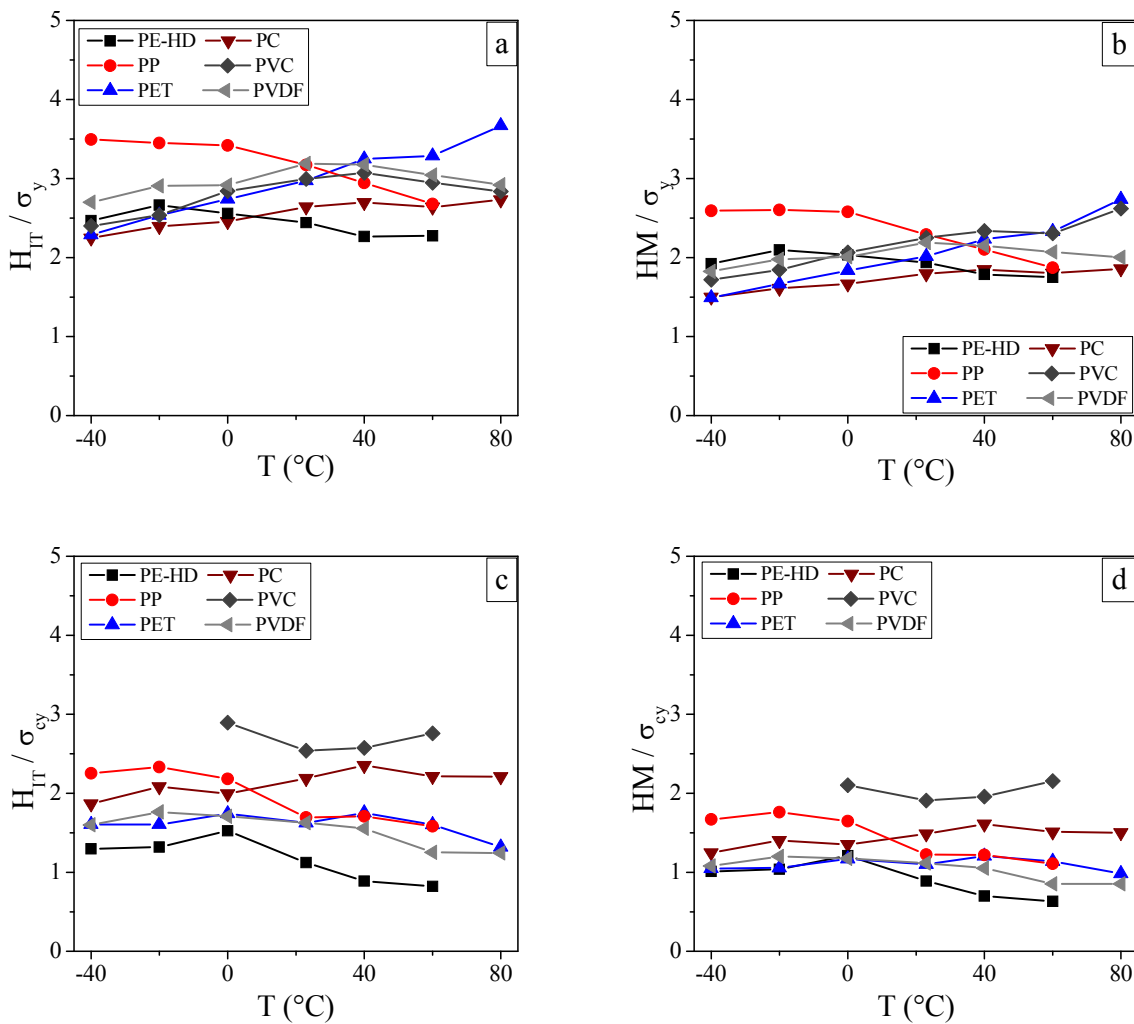 5
4
3
2
1
0
H_IT / σ_y
PE-HD PC
PP PVC
PET PVDF
a
-40 0 40 80
T (°C)
5
4
3
2
1
0
HM / σ_y
b
PE-HD PC
PP PVC
PET PVDF
-40 0 40 80
T (°C)
5
4
3
2
1
0
H_IT / σ_cy
PE-HD PC
PP PVC
PET PVDF
c
-40 0 40 80
T (°C)
5
4
3
2
1
0
HM / σ_cy
PE-HD PC
PP PVC
PET PVDF
d
-40 0 40 80
T (°C)